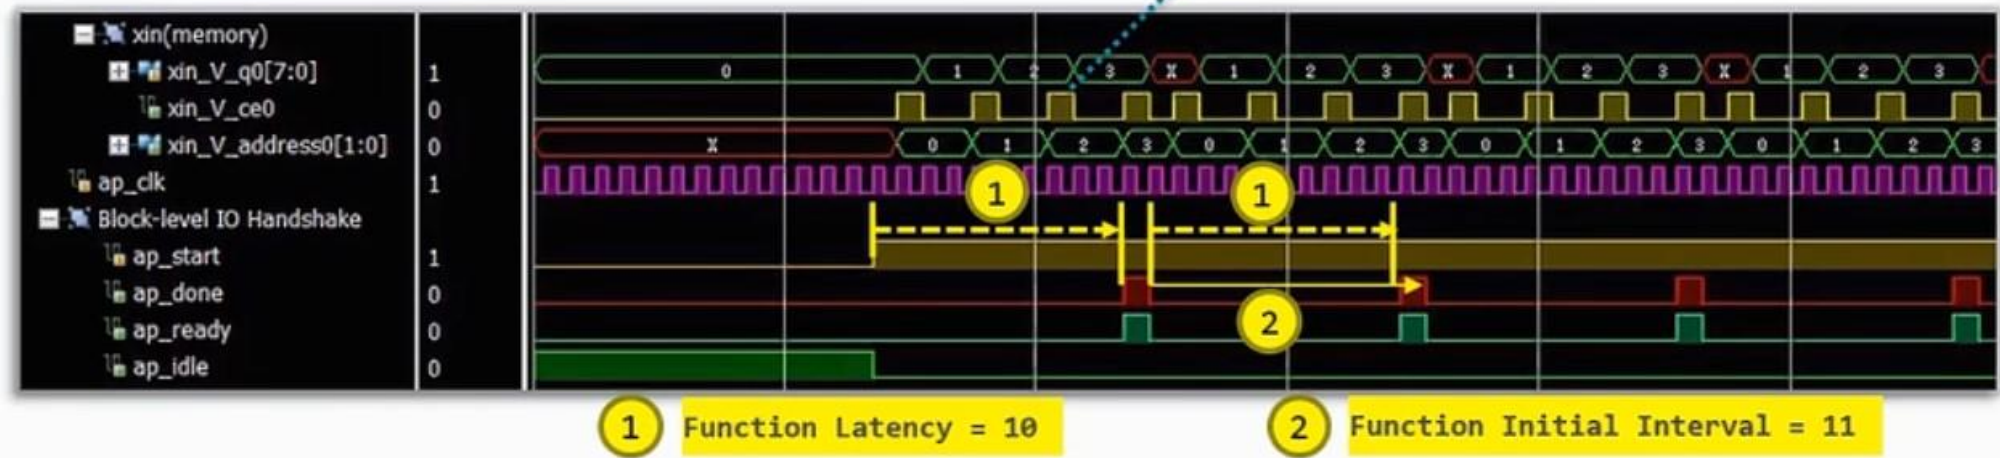 xin(memory)
xin_V_q0[7:0] 1 0 1 2 3 X 1 2 3 X 1 2 3 X 1 2 3
xin_V_ce0 0
xin_V_address0[1:0] 0 X 0 1 2 3 0 1 2 3 0 1 2 3 0 1 2 3
ap_clk 1
1 1
Block-level IO Handshake
ap_start 1
ap_done 0
ap_ready 0
2
ap_idle 0
1 Function Latency = 10 2 Function Initial Interval = 11